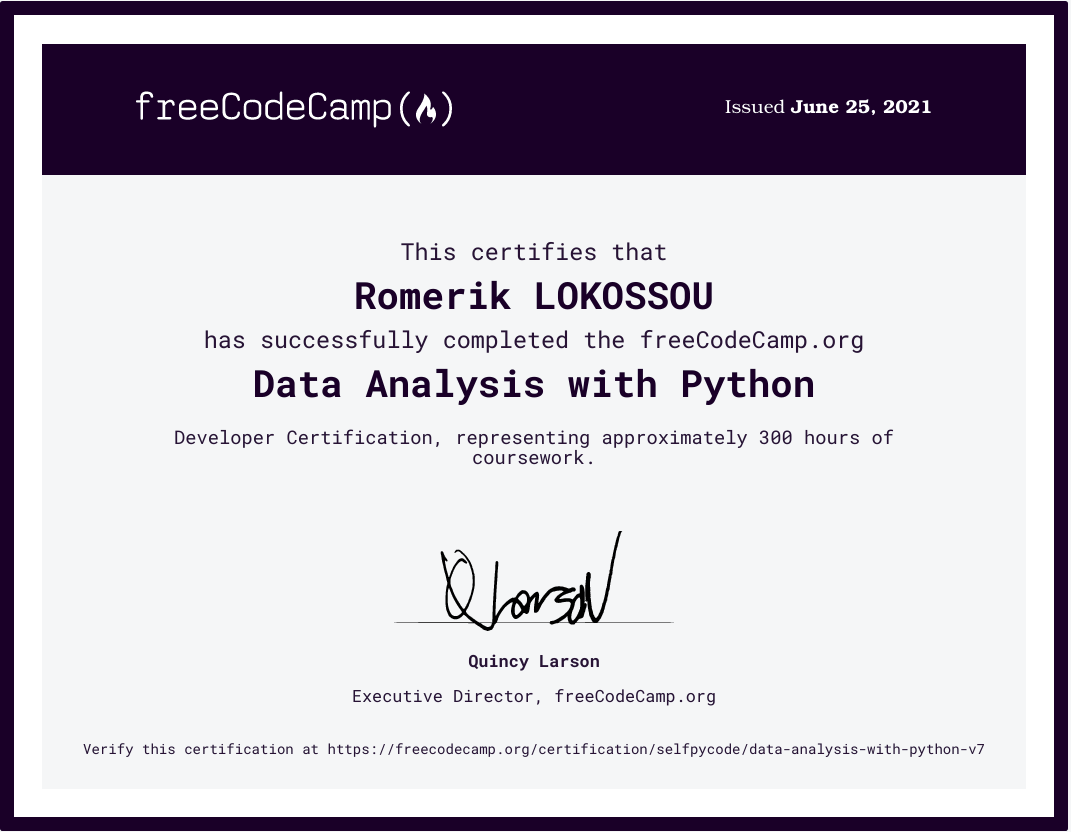 freeCodeCamp(🔥)
Issued June 25, 2021
This certifies that
Romerik LOKOSSOU
has successfully completed the freeCodeCamp.org
Data Analysis with Python
Developer Certification, representing approximately 300 hours of
coursework.
Q Larson
Quincy Larson
Executive Director, freeCodeCamp.org
Verify this certification at https://freecodecamp.org/certification/selfpycode/data-analysis-with-python-v7